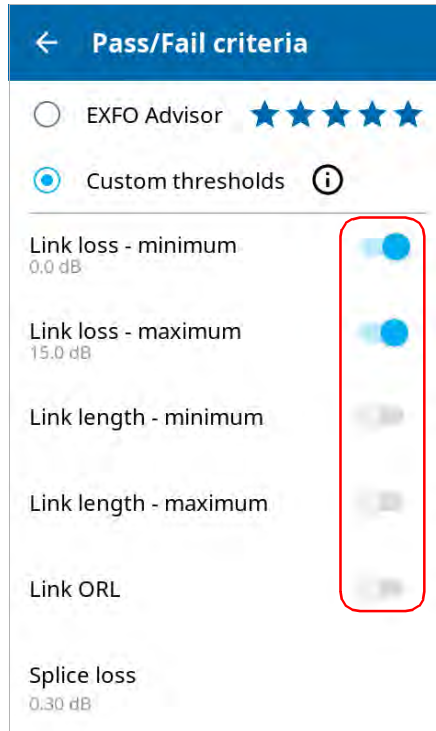 Pass/Fail criteria
EXFO Advisor
Custom thresholds
Link loss - minimum
0.0 dB
Link loss - maximum
15.0 dB
Link length - minimum
Link length - maximum
Link ORL
Splice loss
0.30 dB